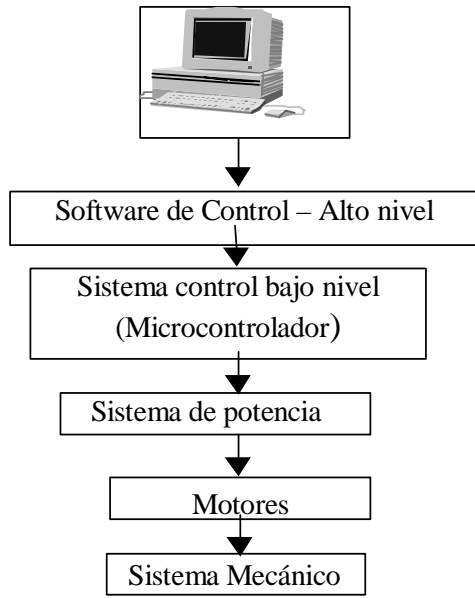 Software de Control – Alto nivel
Sistema control bajo nivel
(Microcontrolador)
Sistema de potencia
Motores
Sistema Mecánico